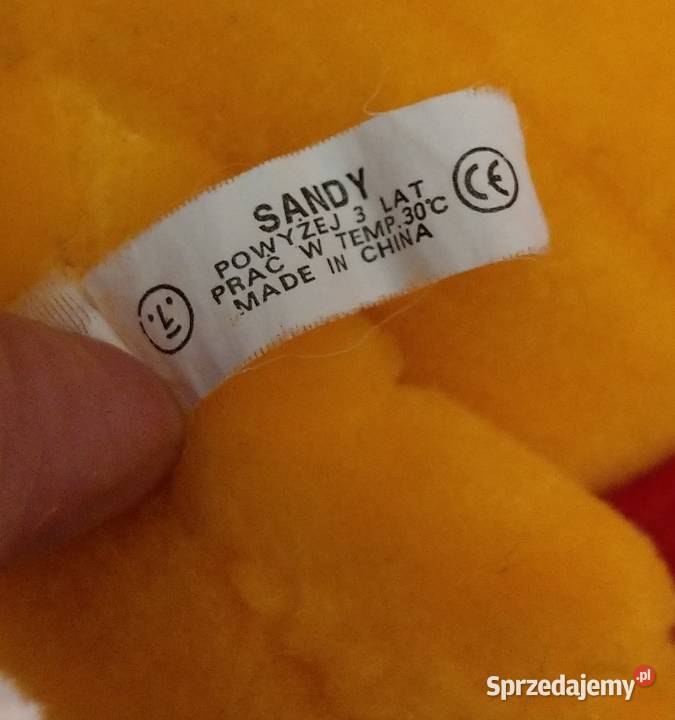 SANDY
POWYŻEJ 3 LAT
PRAĆ W TEMP.30°C
MADE IN CHINA
CE
Sprzedajemy.pl